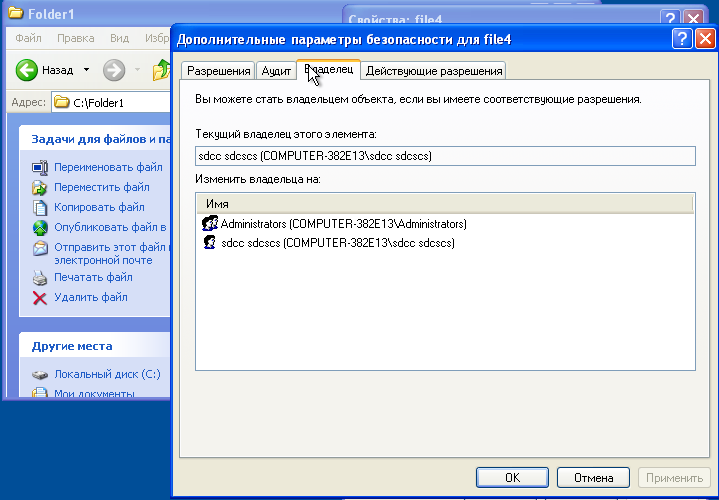 Folder1
Свойства: file4
Файл Правка Вид Избр
Назад
Адрес: C:\Folder1
Задачи для файлов и па
Переименовать файл
Переместить файл
Копировать файл
Опубликовать файл в
Отправить этот файл
электронной почте
Печатать файл
Удалить файл
Другие места
Локальный диск (C:)
Мои документы
Дополнительные параметры безопасности для file4
Разрешения Аудит Владелец Действующие разрешения
Вы можете стать владельцем объекта, если вы имеете соответствующие разрешения.
Текущий владелец этого элемента:
sdcc sdcscs (COMPUTER-382E13\sdcc sdcscs)
Изменить владельца на:
Имя
Administrators (COMPUTER-382E13\Administrators)
sdcc sdcscs (COMPUTER-382E13\sdcc sdcscs)
OK Отмена Применить